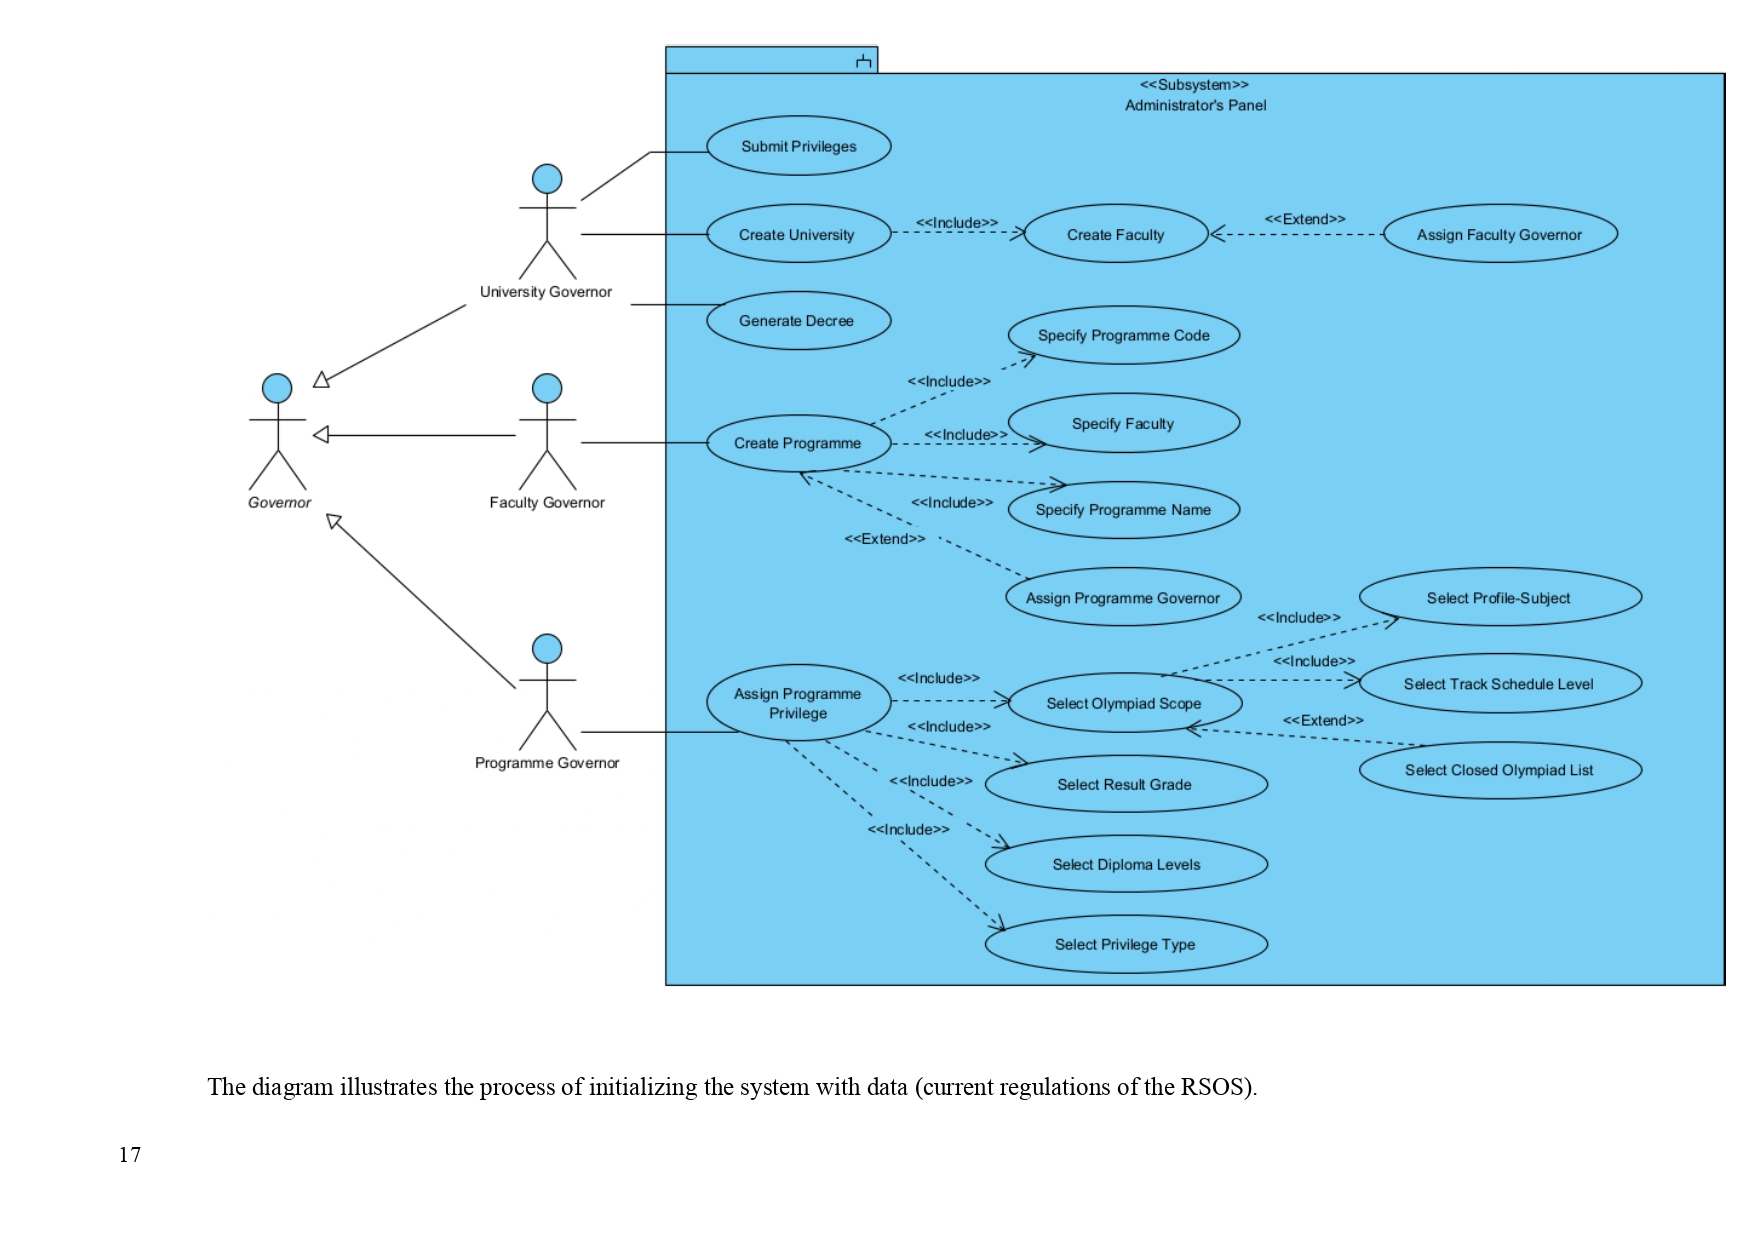 <<Subsystem>>
Administrator's Panel
Submit Privileges
University Governor
Create University
<<Include>>
Create Faculty
<<Extend>>
Assign Faculty Governor
Generate Decree
Specify Programme Code
<<Include>>
Governor
Faculty Governor
Create Programme
<<Include>>
Specify Faculty
<<Include>>
Specify Programme Name
<<Extend>>
Assign Programme Governor
Select Profile-Subject
<<Include>>
<<Include>>
Select Track Schedule Level
Programme Governor
Assign Programme
Privilege
<<Include>>
Select Olympiad Scope
<<Extend>>
Select Closed Olympiad List
<<Include>>
Select Result Grade
<<Include>>
Select Diploma Levels
<<Include>>
Select Privilege Type
The diagram illustrates the process of initializing the system with data (current regulations of the RSOS).
17